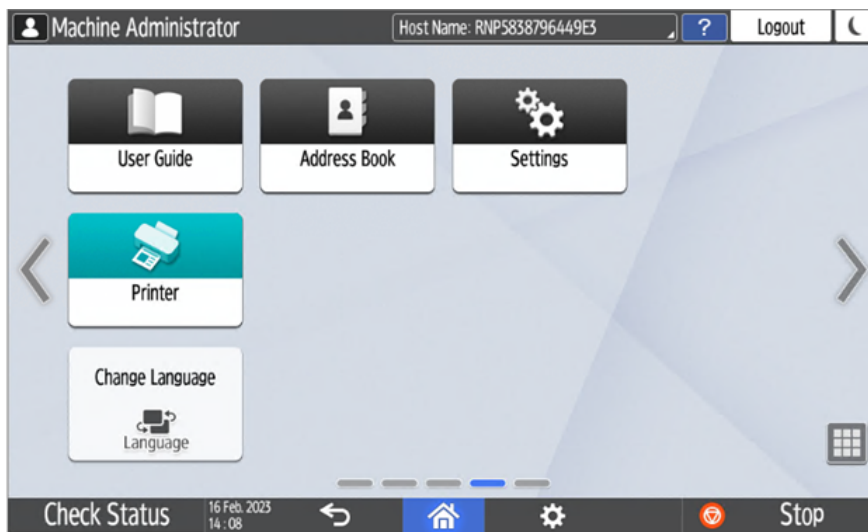 Machine Administrator
Host Name: RNP5838796449E3
?
Logout
User Guide
Address Book
Settings
Printer
Change Language
Language
Check Status
16 Feb. 2023
14 : 08
Stop